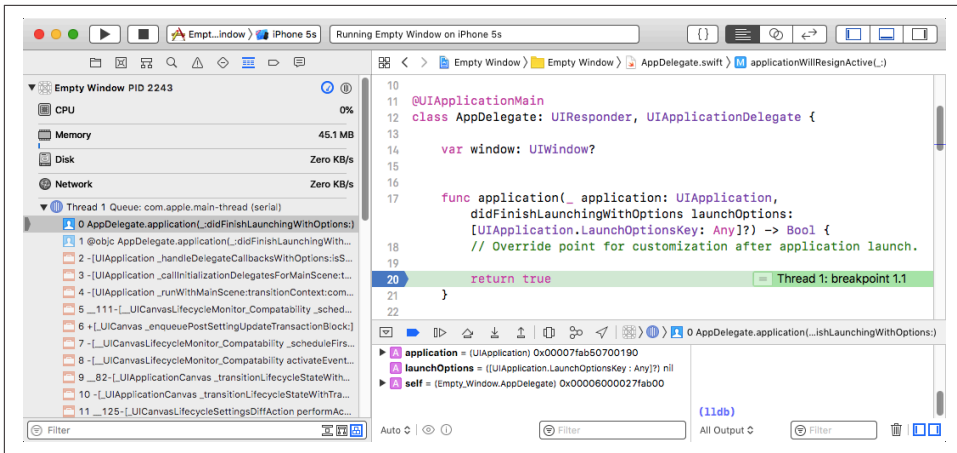 Empt...indow 〉 iPhone 5s
Running Empty Window on iPhone 5s
{ }
Empty Window PID 2243
CPU 0%
Memory 45.1 MB
Disk Zero KB/s
Network Zero KB/s
Thread 1 Queue: com.apple.main-thread (serial)
0 AppDelegate.application(_:didFinishLaunchingWithOptions:)
1 @objc AppDelegate.application(_:didFinishLaunchingWith...
2 -[UIApplication _handleDelegateCallbacksWithOptions:isS...
3 -[UIApplication _callInitializationDelegatesForMainScene:t...
4 -[UIApplication _runWithMainScene:transitionContext:com...
5 __111-[__UICanvasLifecycleMonitor_Compatability _sched...
6 +[_UICanvas _enqueuePostSettingUpdateTransactionBlock:]
7 -[__UICanvasLifecycleMonitor_Compatability _scheduleFirs...
8 -[__UICanvasLifecycleMonitor_Compatability activateEvent...
9 __82-[_UIApplicationCanvas _transitionLifecycleStateWith...
10 -[_UIApplicationCanvas _transitionLifecycleStateWithTra...
11 __125-[_UICanvasLifecycleSettingsDiffAction performAc...
Filter
Empty Window 〉 Empty Window 〉 AppDelegate.swift 〉 M applicationWillResignActive(_:)
10
11 @UIApplicationMain
12 class AppDelegate: UIResponder, UIApplicationDelegate {
13
14 var window: UIWindow?
15
16
17 func application(_ application: UIApplication,
didFinishLaunchingWithOptions launchOptions:
[UIApplication.LaunchOptionsKey: Any]?) -> Bool {
18 // Override point for customization after application launch.
19
20 return true = Thread 1: breakpoint 1.1
21 }
22
0 AppDelegate.application(...ishLaunchingWithOptions:)
A application = (UIApplication) 0x00007fab50700190
A launchOptions = ([UIApplication.LaunchOptionsKey : Any]?) nil
A self = (Empty_Window.AppDelegate) 0x00006000027fab00
(lldb)
Auto
Filter
All Output
Filter